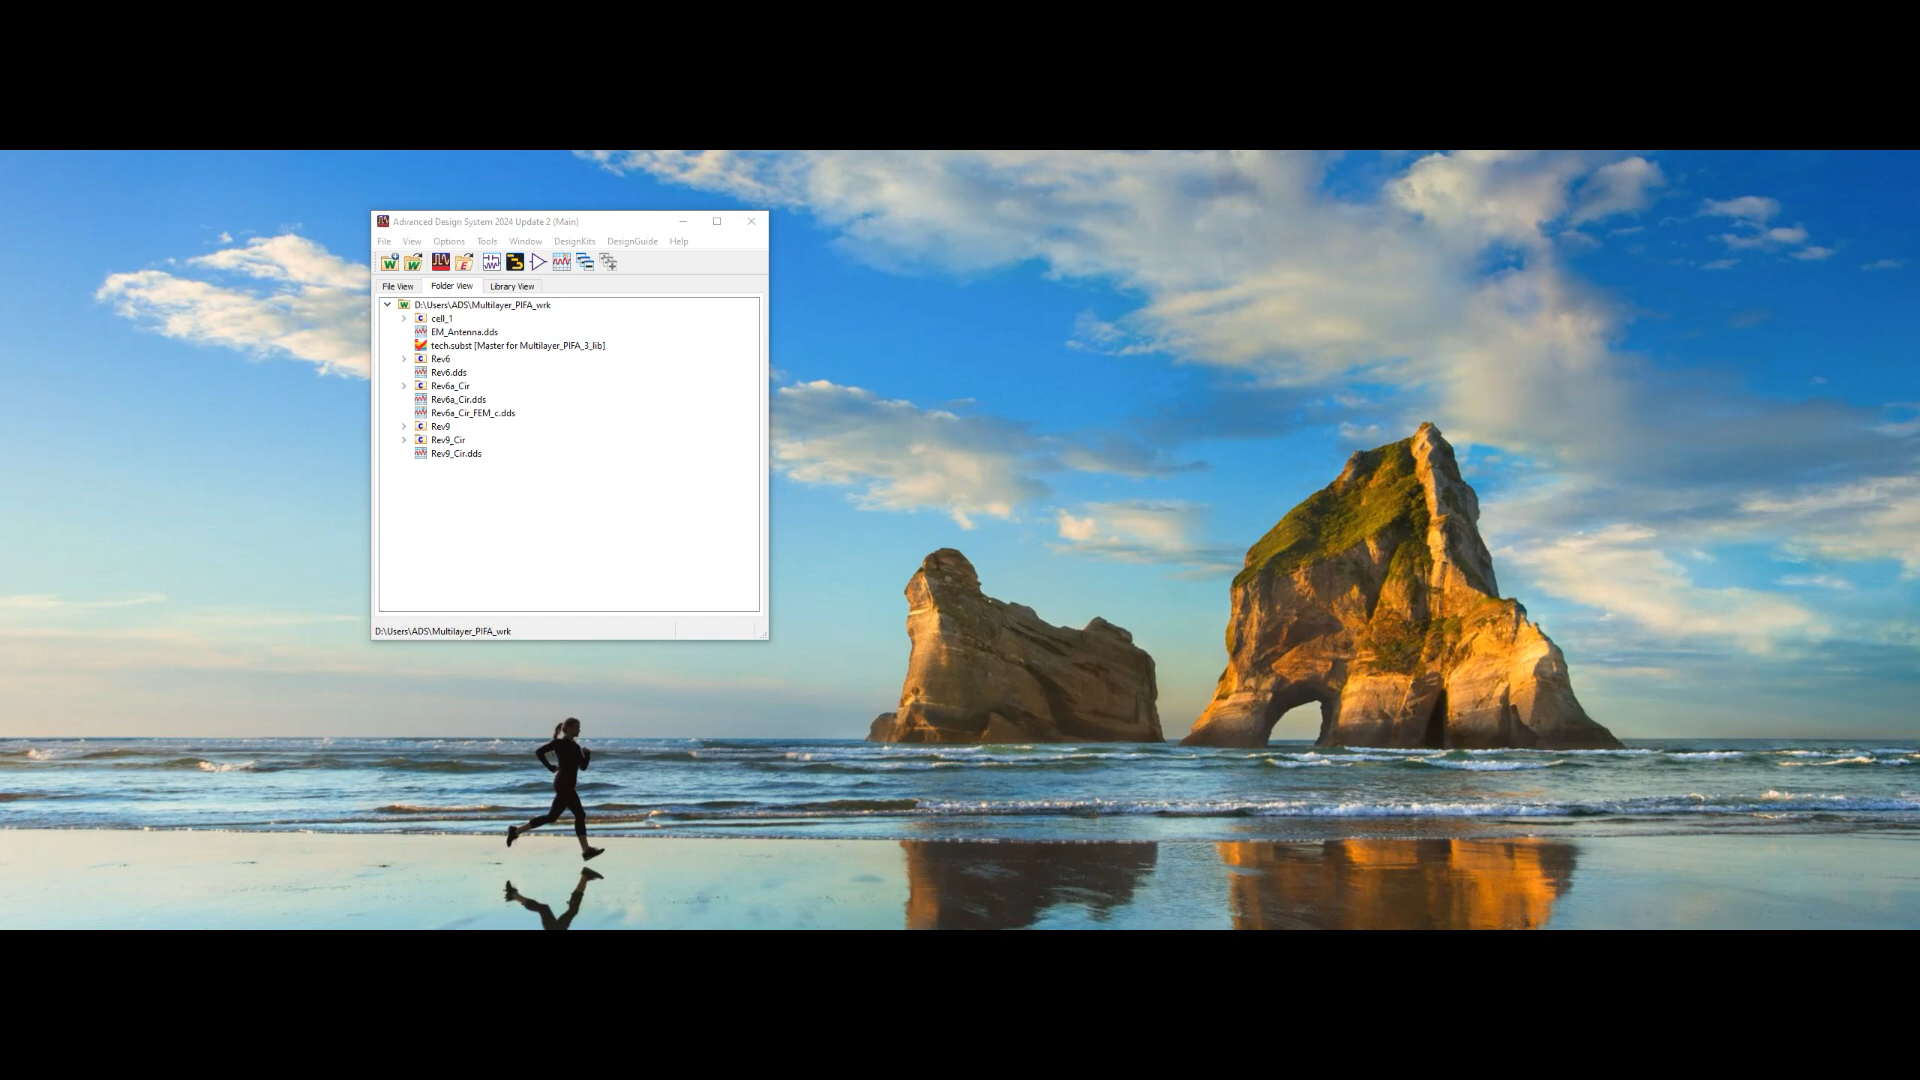 Advanced Design System 2024 Update 2 (Main)
File View Options Tools Window DesignKits DesignGuide Help
File View Folder View Library View
D:\Users\ADS\Multilayer_PIFA_wrk
cell_1
EM_Antenna.dds
tech.subst [Master for Multilayer_PIFA_3_lib]
Rev6
Rev6.dds
Rev6a_Cir
Rev6a_Cir.dds
Rev6a_Cir_FEM_c.dds
Rev9
Rev9_Cir
Rev9_Cir.dds
D:\Users\ADS\Multilayer_PIFA_wrk